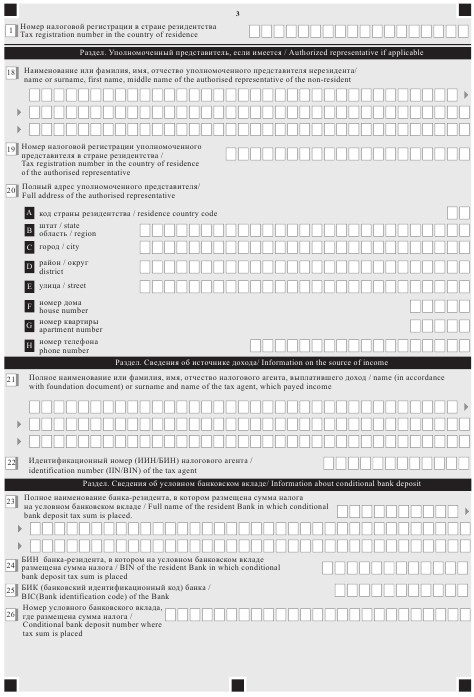 3
1 Номер налоговой регистрации в стране резидентства
Tax registration number in the country of residence
Раздел. Уполномоченный представитель, если имеется / Authorized representative if applicable
18 Наименование или фамилия, имя, отчество уполномоченного представителя нерезидента/
name or surname, first name, middle name of the authorised representative of the non-resident
19 Номер налоговой регистрации уполномоченного
представителя в стране резидентства /
Tax registration number in the country of residence
of the authorised representative
20 Полный адрес уполномоченного представителя/
Full address of the authorised representative
A код страны резидентства / residence country code
B штат / state
область / region
C город / city
D район / округ
district
E улица / street
F номер дома
house number
G номер квартиры
apartment number
H номер телефона
phone number
Раздел. Сведения об источнике дохода/ Information on the source of income
21 Полное наименование или фамилия, имя, отчество налогового агента, выплатившего доход / name (in accordance
with foundation document) or surname and name of the tax agent, which payed income
22 Идентификационный номер (ИИН/БИН) налогового агента /
identification number (IIN/BIN) of the tax agent
Раздел. Сведения об условном банковском вкладе/ Information about conditional bank deposit
23 Полное наименование банка-резидента, в котором размещена сумма налога
на условном банковском вкладе / Full name of the resident Bank in which conditional
bank deposit tax sum is placed.
24 БИН банка-резидента, в котором на условном банковском вкладе
размещена сумма налога / BIN of the resident Bank in which conditional
bank deposit tax sum is placed
25 БИК (банковский идентификационный код) банка /
BIC(Bank identification code) of the Bank
26 Номер условного банковского вклада,
где размещена сумма налога /
Conditional bank deposit number where
tax sum is placed